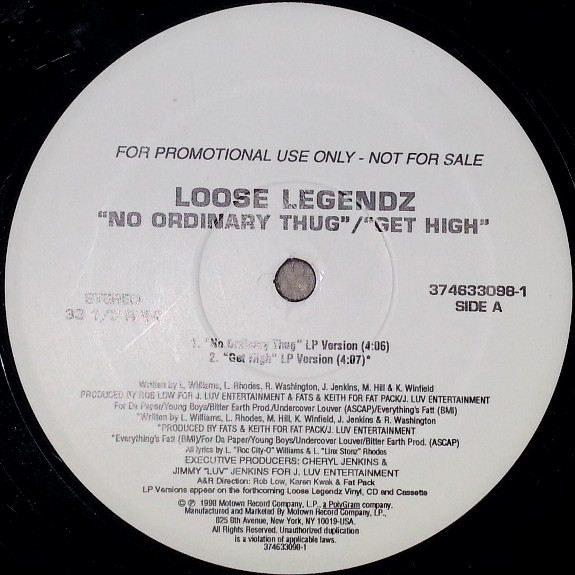 FOR PROMOTIONAL USE ONLY - NOT FOR SALE
LOOSE LEGENDZ
"NO ORDINARY THUG"/"GET HIGH"
STEREO
33 1/3 RPM
374633098-1
SIDE A
1. "No Ordinary Thug" LP Version (4:06)
2. "Get High" LP Version (4:07)*
Written by L. Williams, L. Rhodes, R. Washington, J. Jenkins, M. Hill & K. Winfield
PRODUCED BY ROB LOW FOR J. LUV ENTERTAINMENT & FATS & KEITH FOR FAT PACK/J. LUV ENTERTAINMENT
For Da Paper/Young Boys/Bitter Earth Prod./Undercover Louver (ASCAP)/Everything's Fatt (BMI)
*Written by L. Williams, L. Rhodes, M. Hill, K. Winfield, J. Jenkins & R. Washington
*PRODUCED BY FATS & KEITH FOR FAT PACK/J. LUV ENTERTAINMENT
*Everything's Fatt (BMI)/For Da Paper/Young Boys/Undercover Louver/Bitter Earth Prod. (ASCAP)
All lyrics by L. "Roc City-O" Williams & L. "Linx Stonz" Rhodes
EXECUTIVE PRODUCERS: CHERYL JENKINS &
JIMMY "LUV" JENKINS FOR J. LUV ENTERTAINMENT
A&R Direction: Rob Low, Karen Kwak & Fat Pack
LP Versions appear on the forthcoming Loose Legendz Vinyl, CD and Cassette
© ℗ 1998 Motown Record Company, L.P., a PolyGram company.
Manufactured and Marketed By Motown Record Company, L.P.,
825 8th Avenue, New York, NY 10019-USA.
All Rights Reserved. Unauthorized duplication
is a violation of applicable laws.
374633098-1